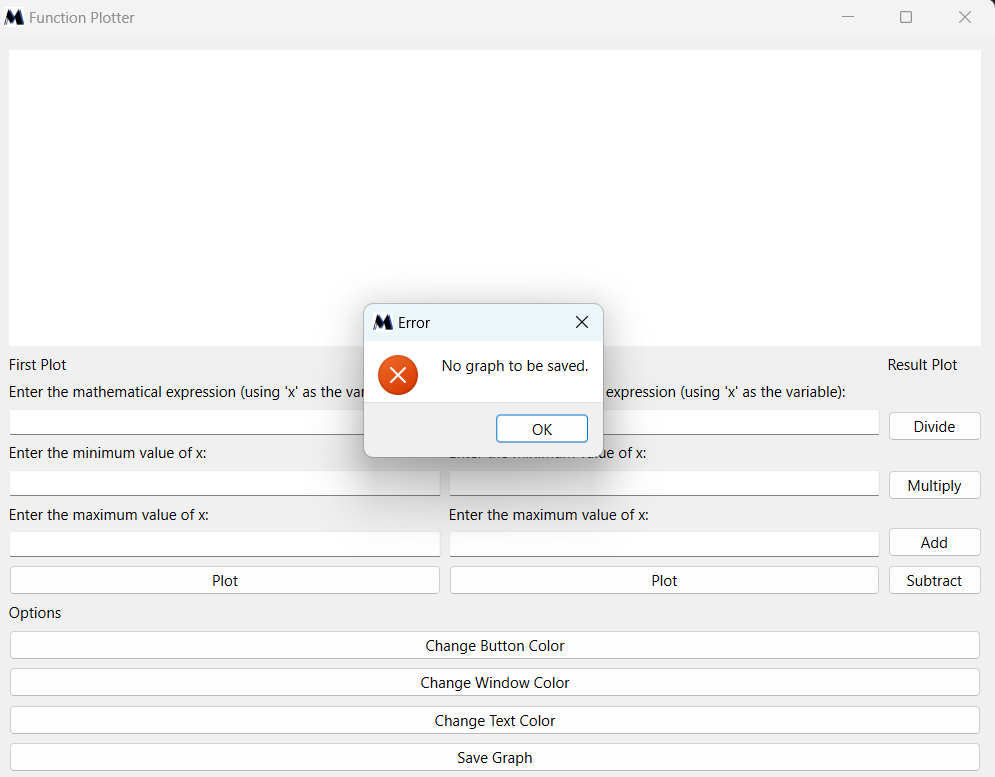 Function Plotter
Error
No graph to be saved.
OK
First Plot
Result Plot
Enter the mathematical expression (using 'x' as the var
expression (using 'x' as the variable):
Divide
Enter the minimum value of x:
Enter the minimum value of x:
Multiply
Enter the maximum value of x:
Enter the maximum value of x:
Add
Plot
Plot
Subtract
Options
Change Button Color
Change Window Color
Change Text Color
Save Graph